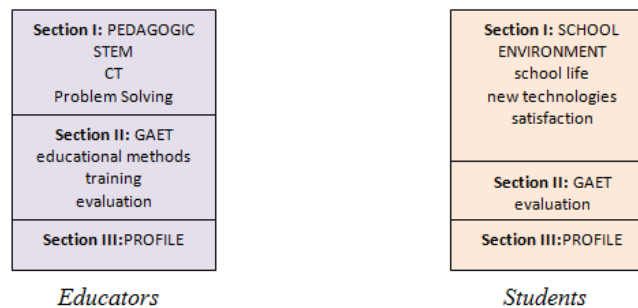 Section I: PEDAGOGIC
STEM
CT
Problem Solving
Section II: GAET
educational methods
training
evaluation
Section III:PROFILE
Educators
Section I: SCHOOL
ENVIRONMENT
school life
new technologies
satisfaction
Section II: GAET
evaluation
Section III:PROFILE
Students